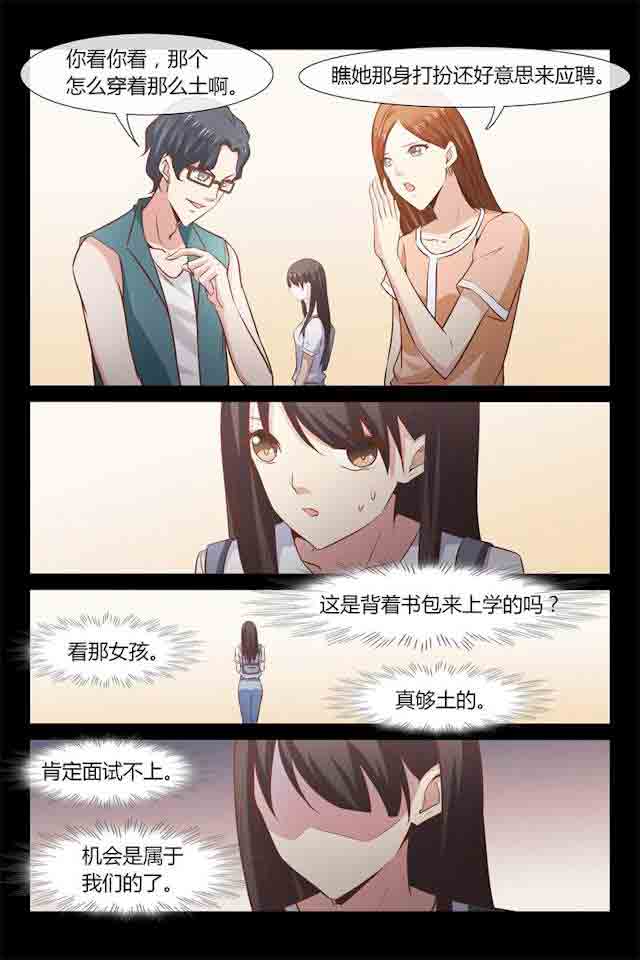 你看你看，那个
怎么穿着那么土啊。
瞧她那身打扮还好意思来应聘。
这是背着书包来上学的吗？
看那女孩。
真够土的。
肯定面试不上。
机会是属于
我们的了。